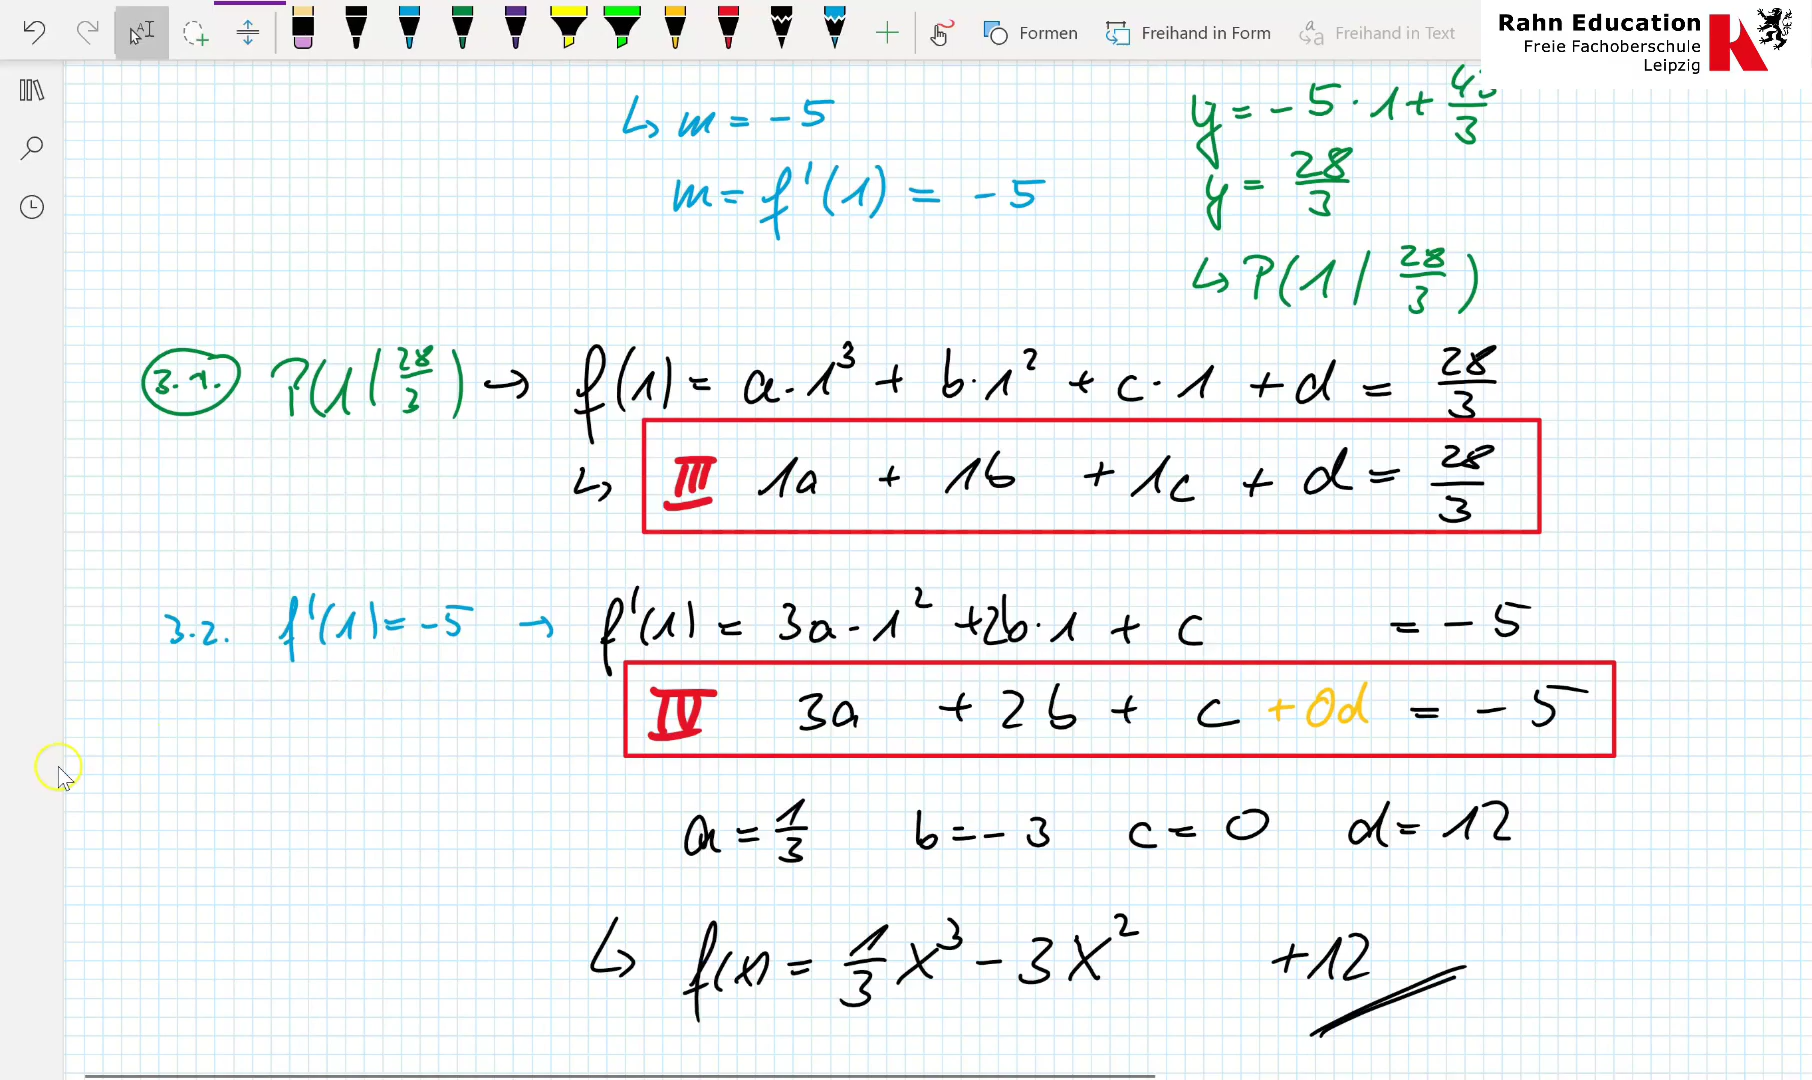 Formen
Freihand in Form
Freihand in Text
Rahn Education
Freie Fachoberschule
Leipzig
↳ m = -5
m = f'(1) = -5
y = -5 · 1 +
y = 28/3
↳ P(1 | 28/3)
3.1. P(1 | 28/3) → f(1) = a · 1³ + b · 1² + c · 1 + d = 28/3
↳ III 1a + 1b + 1c + d = 28/3
3.2. f'(1) = -5 → f'(1) = 3a · 1² + 2b · 1 + c = -5
IV 3a + 2b + c + 0d = -5
a = 1/3 b = -3 c = 0 d = 12
↳ f(x) = 1/3 x³ - 3x² + 12